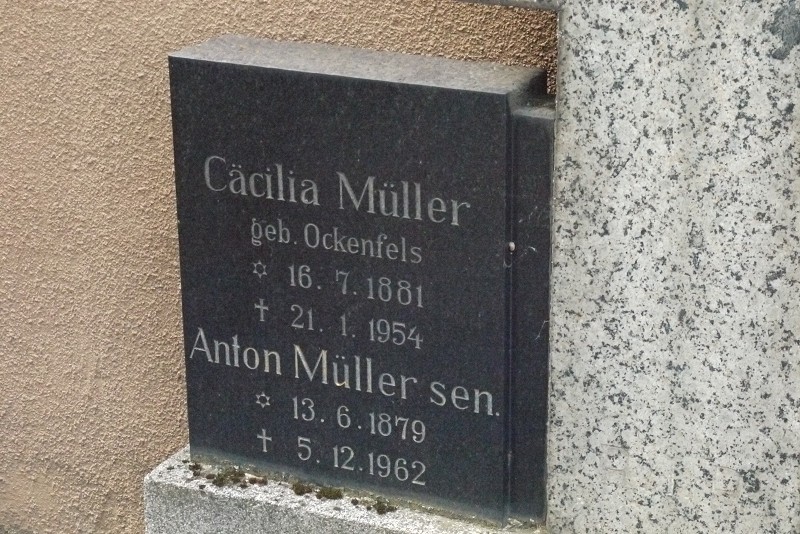 Cäcilia Müller
geb. Ockenfels
✡ 16. 7. 1881
† 21. 1. 1954
Anton Müller sen.
✡ 13. 6. 1879
† 5. 12. 1962